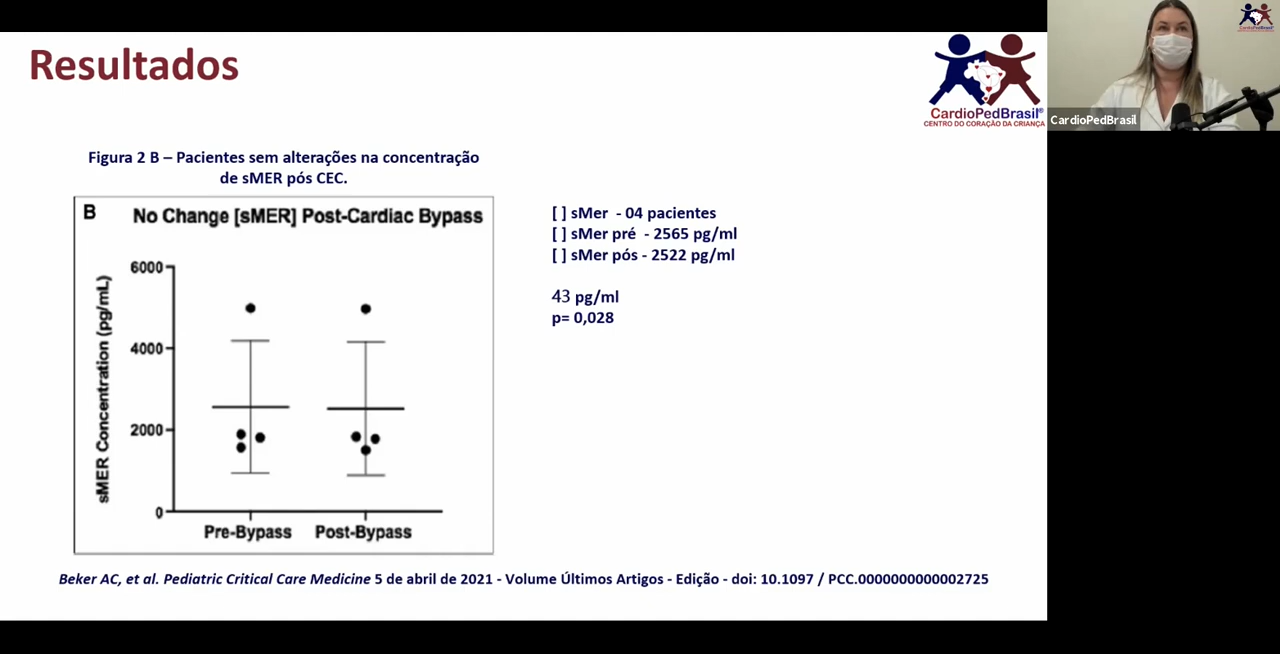 Resultados
CardioPedBrasil®
CENTRO DO CORAÇÃO DA CRIANÇA
CardioPedBrasil
Figura 2 B – Pacientes sem alterações na concentração
de sMER pós CEC.
B
No Change [sMER] Post-Cardiac Bypass
sMER Concentration (pg/mL)
6000
4000
2000
0
Pre-Bypass
Post-Bypass
[ ] sMer - 04 pacientes
[ ] sMer pré - 2565 pg/ml
[ ] sMer pós - 2522 pg/ml
43 pg/ml
p= 0,028
Beker AC, et al. Pediatric Critical Care Medicine 5 de abril de 2021 - Volume Últimos Artigos - Edição - doi: 10.1097 / PCC.0000000000002725